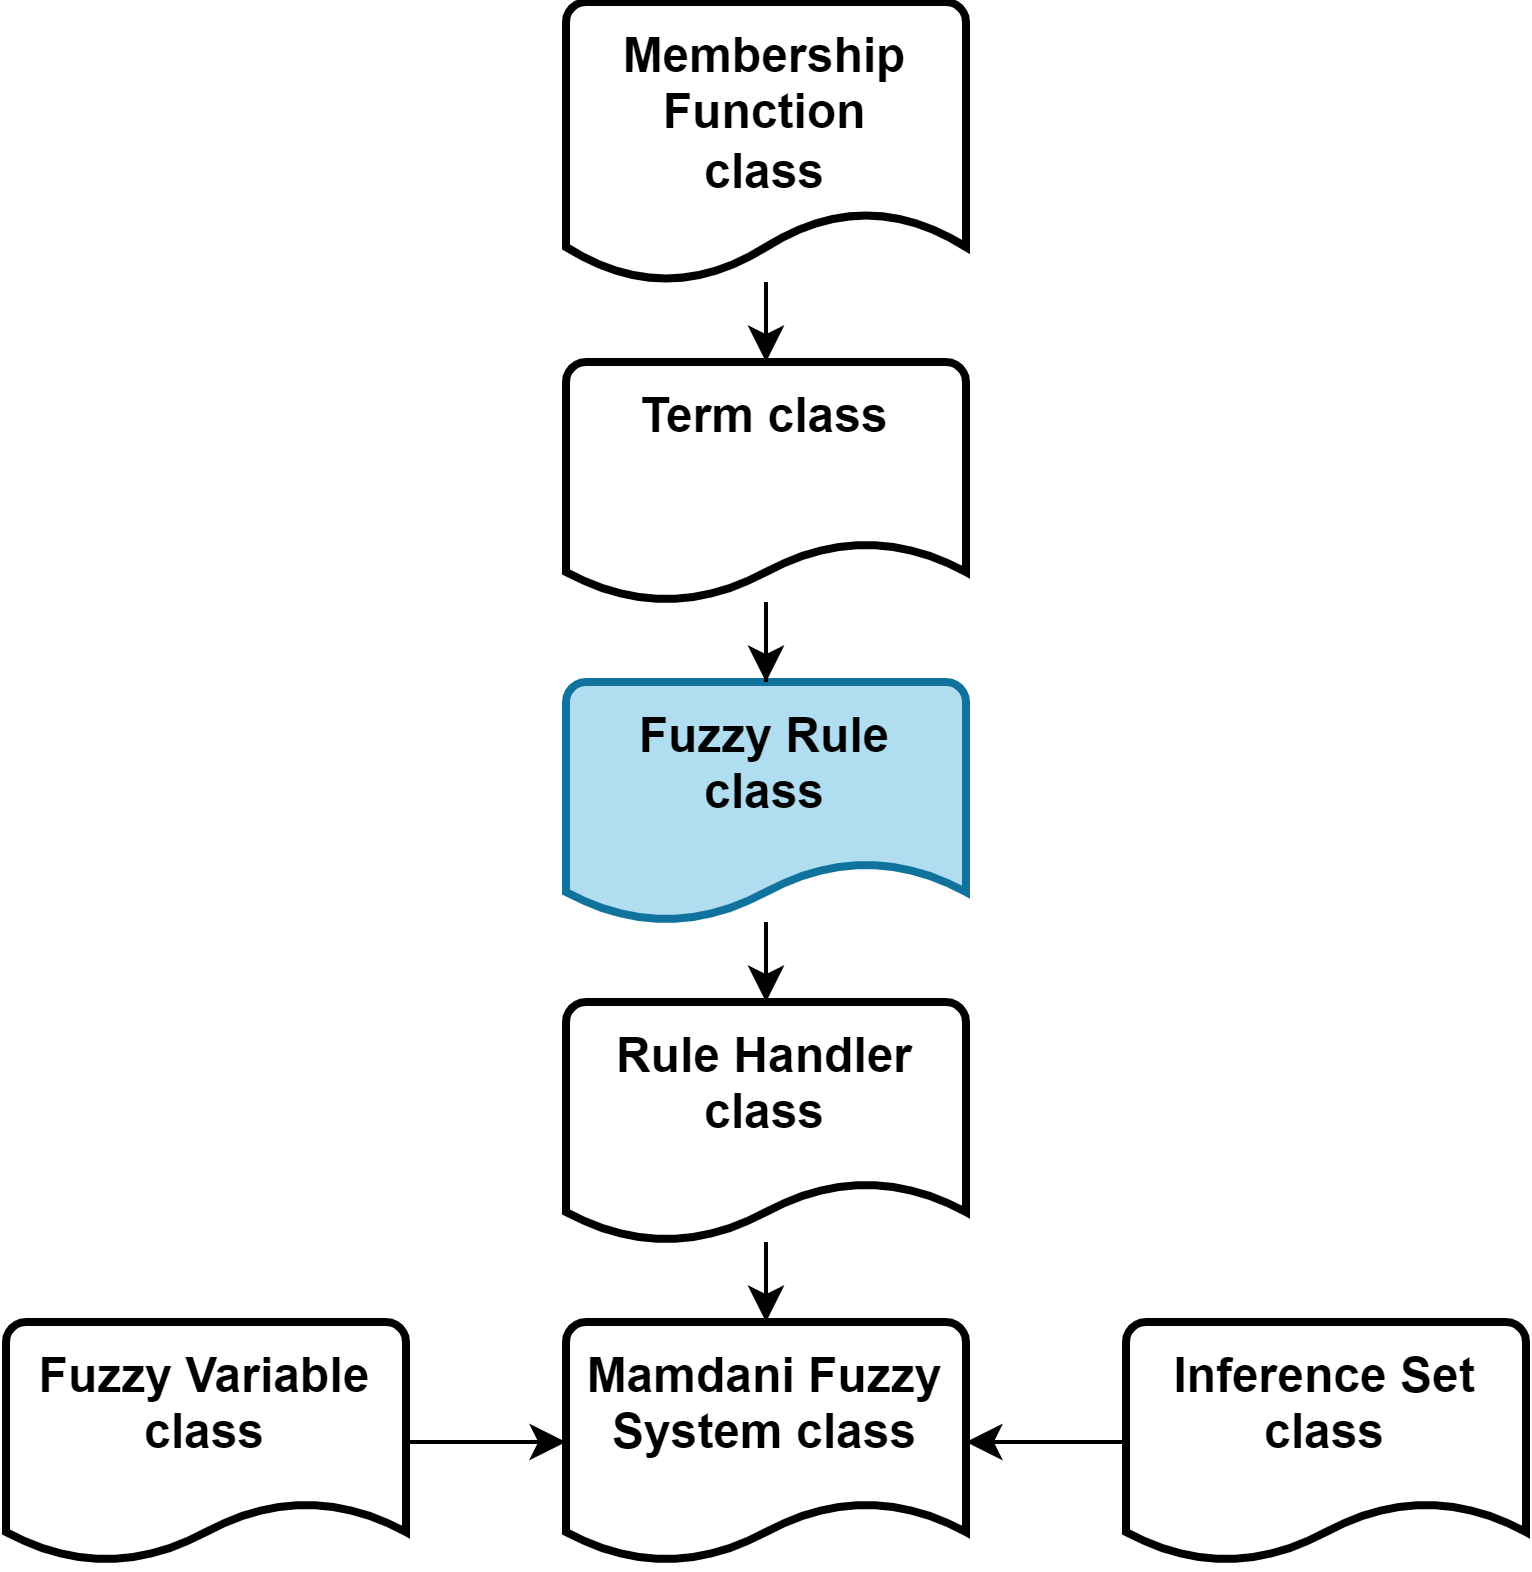 Membership
Function
class
Term class
Fuzzy Rule
class
Rule Handler
class
Fuzzy Variable
class
Mamdani Fuzzy
System class
Inference Set
class